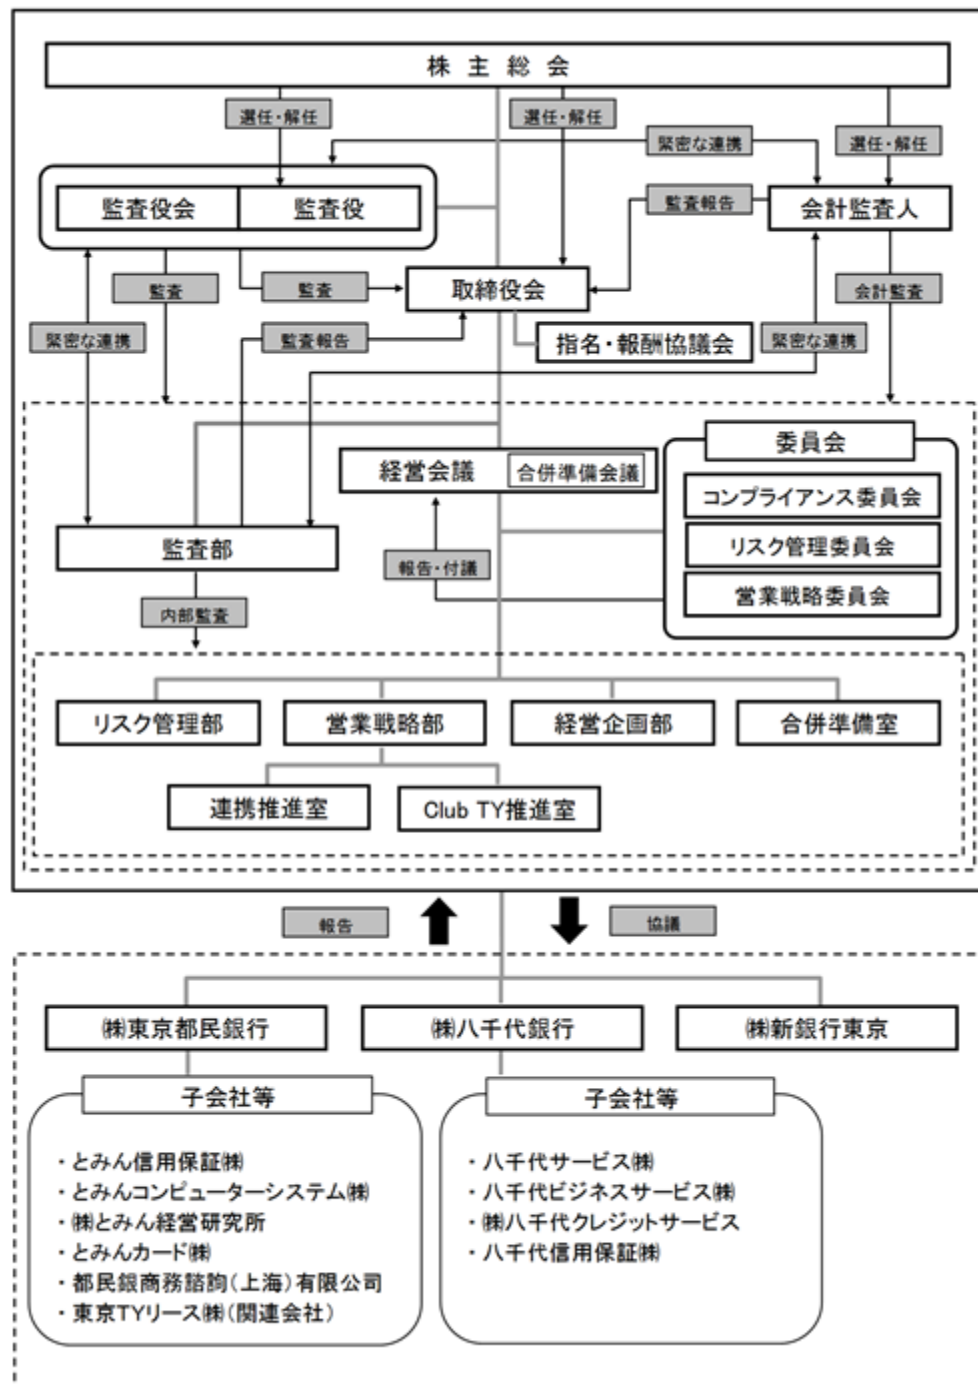 株主総会
選任・解任
選任・解任
緊密な連携
選任・解任
監査役会
監査役
監査報告
会計監査人
監査
監査
取締役会
会計監査
緊密な連携
監査報告
指名・報酬協議会
緊密な連携
経営会議
合併準備会議
委員会
コンプライアンス委員会
リスク管理委員会
営業戦略委員会
監査部
報告・付議
内部監査
リスク管理部
営業戦略部
経営企画部
合併準備室
連携推進室
Club TY推進室
報告
協議
㈱東京都民銀行
㈱八千代銀行
㈱新銀行東京
子会社等
・とみん信用保証㈱
・とみんコンピューターシステム㈱
・㈱とみん経営研究所
・とみんカード㈱
・都民銀商務諮詢(上海)有限公司
・東京TYリース㈱(関連会社)
子会社等
・八千代サービス㈱
・八千代ビジネスサービス㈱
・㈱八千代クレジットサービス
・八千代信用保証㈱